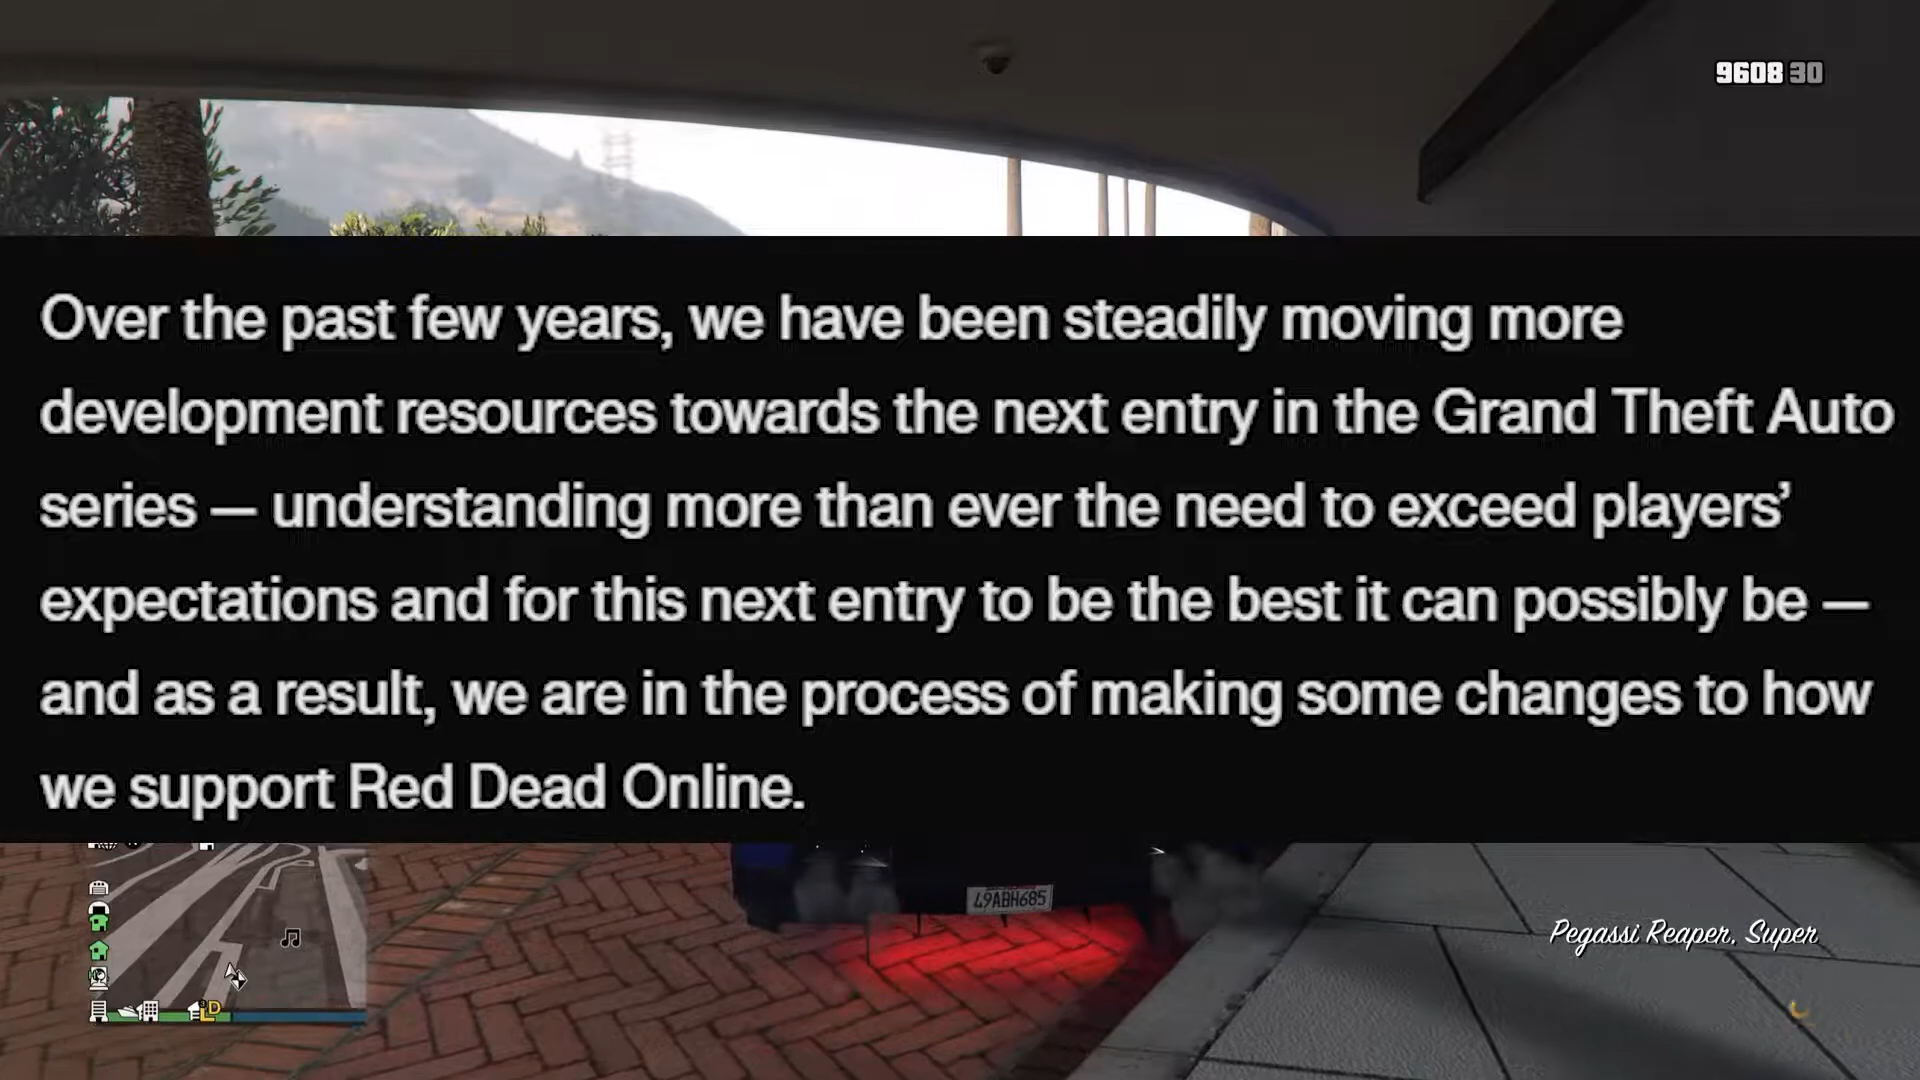 9608 30
Over the past few years, we have been steadily moving more
development resources towards the next entry in the Grand Theft Auto
series — understanding more than ever the need to exceed players’
expectations and for this next entry to be the best it can possibly be —
and as a result, we are in the process of making some changes to how
we support Red Dead Online.
49ABH685
Pegassi Reaper, Super
D
L